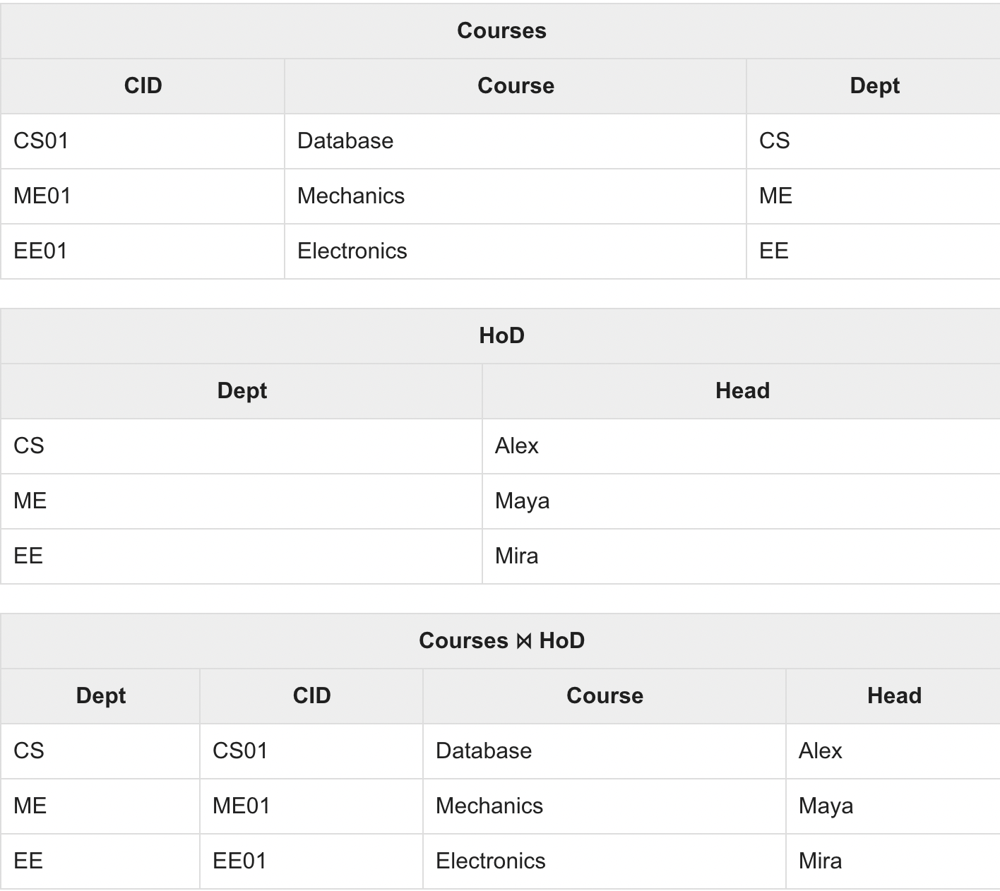 Courses
CID Course Dept
CS01 Database CS
ME01 Mechanics ME
EE01 Electronics EE
HoD
Dept Head
CS Alex
ME Maya
EE Mira
Courses ⋈ HoD
Dept CID Course Head
CS CS01 Database Alex
ME ME01 Mechanics Maya
EE EE01 Electronics Mira